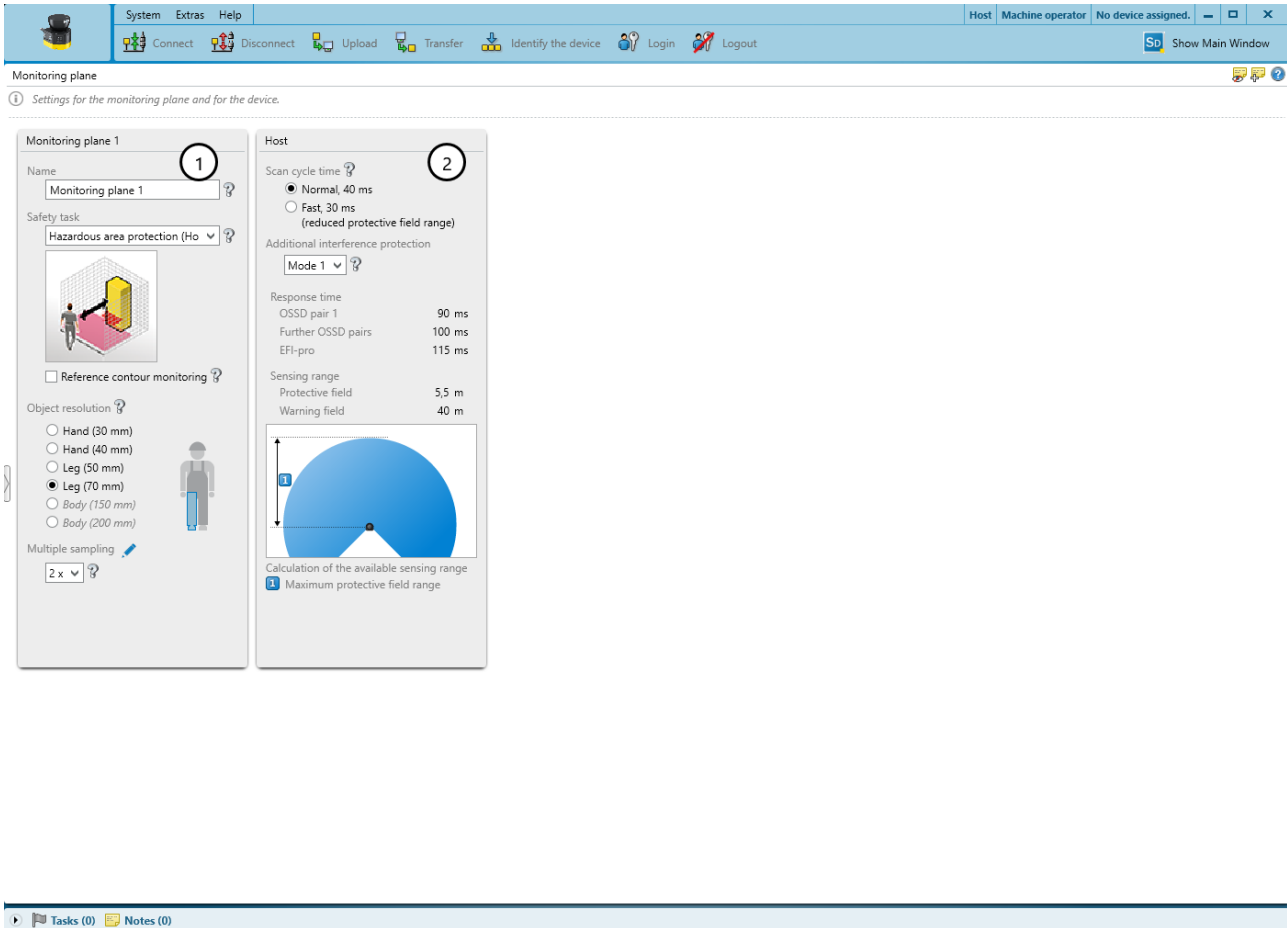 System Extras Help
Host Machine operator No device assigned.
Connect Disconnect Upload Transfer Identify the device Login Logout
SD Show Main Window
Monitoring plane
Settings for the monitoring plane and for the device.
Monitoring plane 1
1
Name
Monitoring plane 1
Safety task
Hazardous area protection (Ho
Reference contour monitoring
Object resolution
Hand (30 mm)
Hand (40 mm)
Leg (50 mm)
Leg (70 mm)
Body (150 mm)
Body (200 mm)
Multiple sampling
2 x
Host
2
Scan cycle time
Normal, 40 ms
Fast, 30 ms
(reduced protective field range)
Additional interference protection
Mode 1
Response time
OSSD pair 1 90 ms
Further OSSD pairs 100 ms
EFI-pro 115 ms
Sensing range
Protective field 5,5 m
Warning field 40 m
1
Calculation of the available sensing range
1 Maximum protective field range
Tasks (0) Notes (0)